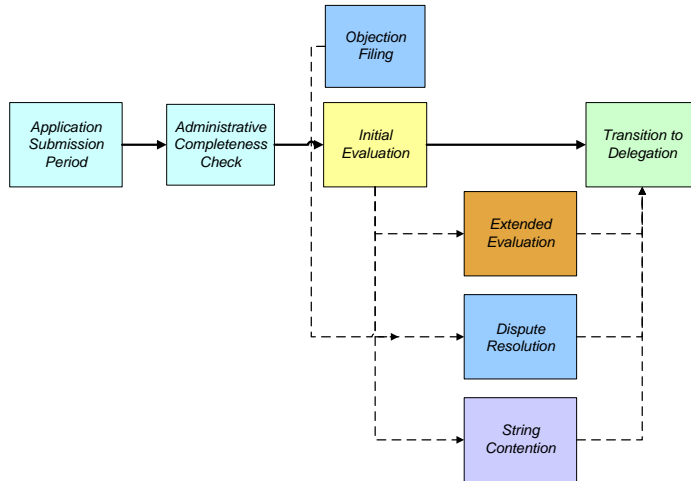 Objection
Filing
Application
Submission
Period
Administrative
Completeness
Check
Initial
Evaluation
Transition to
Delegation
Extended
Evaluation
Dispute
Resolution
String
Contention